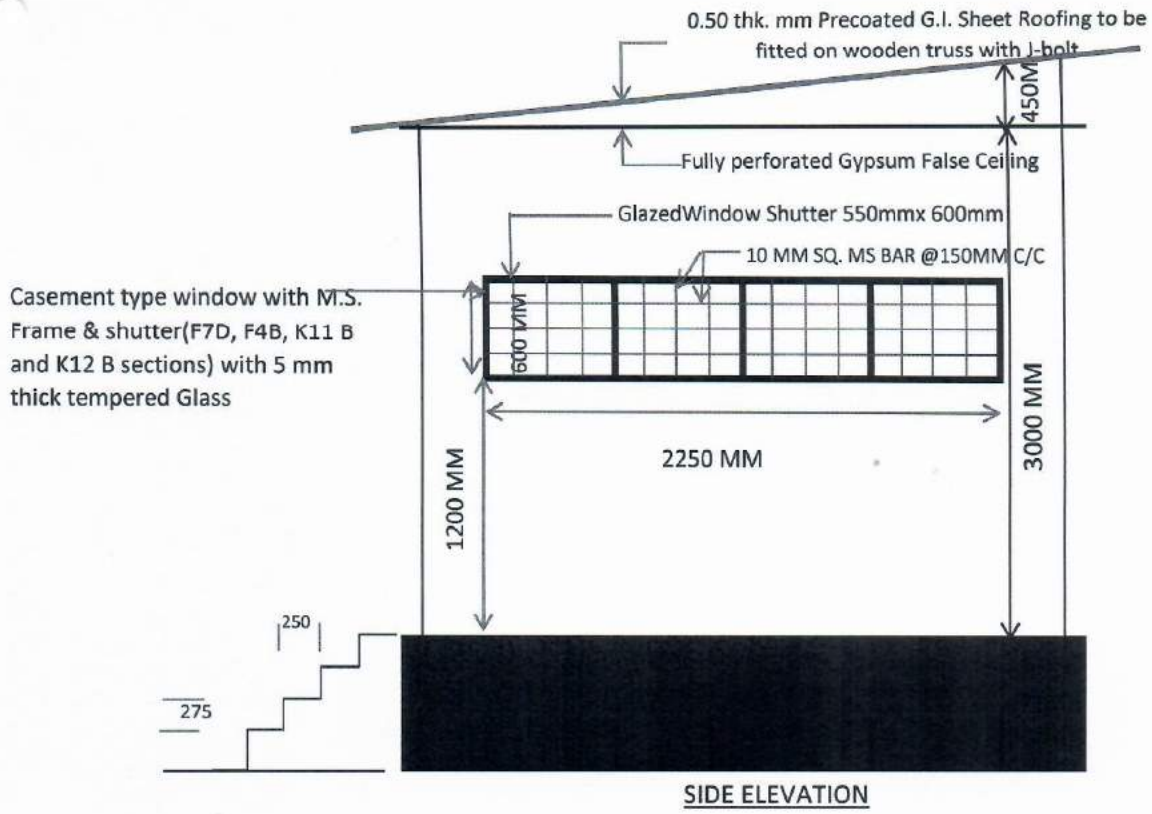 0.50 thk. mm Precoated G.I. Sheet Roofing to be
fitted on wooden truss with J-bolt
450M
Fully perforated Gypsum False Ceiling
GlazedWindow Shutter 550mmx 600mm
10 MM SQ. MS BAR @150MM C/C
Casement type window with M.S.
Frame & shutter(F7D, F4B, K11 B
and K12 B sections) with 5 mm
thick tempered Glass
600 MM
2250 MM
1200 MM
3000 MM
250
275
SIDE ELEVATION